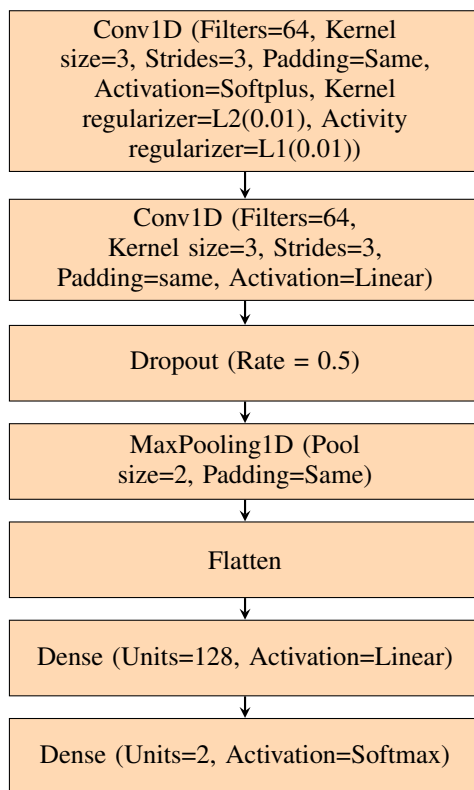 Conv1D (Filters=64, Kernel
size=3, Strides=3, Padding=Same,
Activation=Softplus, Kernel
regularizer=L2(0.01), Activity
regularizer=L1(0.01))
Conv1D (Filters=64,
Kernel size=3, Strides=3,
Padding=same, Activation=Linear)
Dropout (Rate = 0.5)
MaxPooling1D (Pool
size=2, Padding=Same)
Flatten
Dense (Units=128, Activation=Linear)
Dense (Units=2, Activation=Softmax)